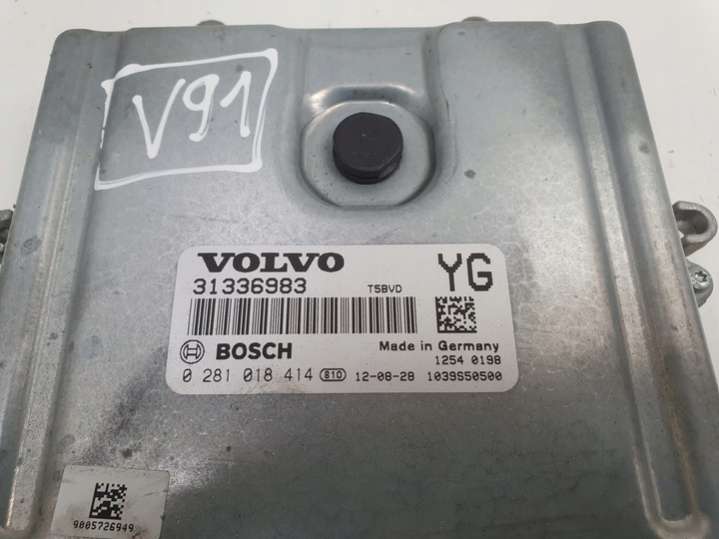 V91
VOLVO YG
31336983 T5BVD
BOSCH Made in Germany
1254 0198
0 281 018 414 810 12-08-28 1039S50500
9005726949